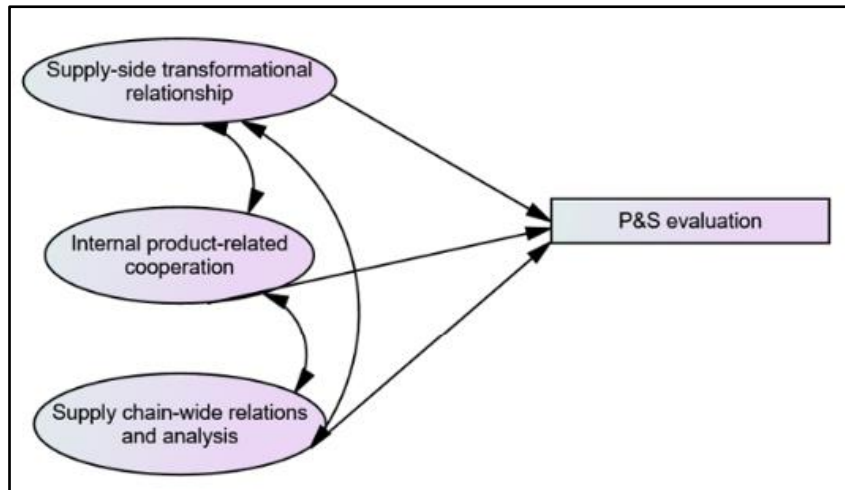 Supply-side transformational
relationship
P&S evaluation
Internal product-related
cooperation
Supply chain-wide relations
and analysis